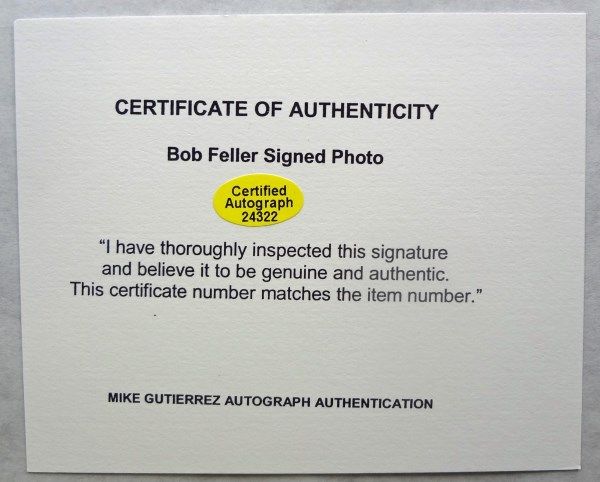 CERTIFICATE OF AUTHENTICITY
Bob Feller Signed Photo
Certified
Autograph
24322
“I have thoroughly inspected this signature
and believe it to be genuine and authentic.
This certificate number matches the item number.”
MIKE GUTIERREZ AUTOGRAPH AUTHENTICATION